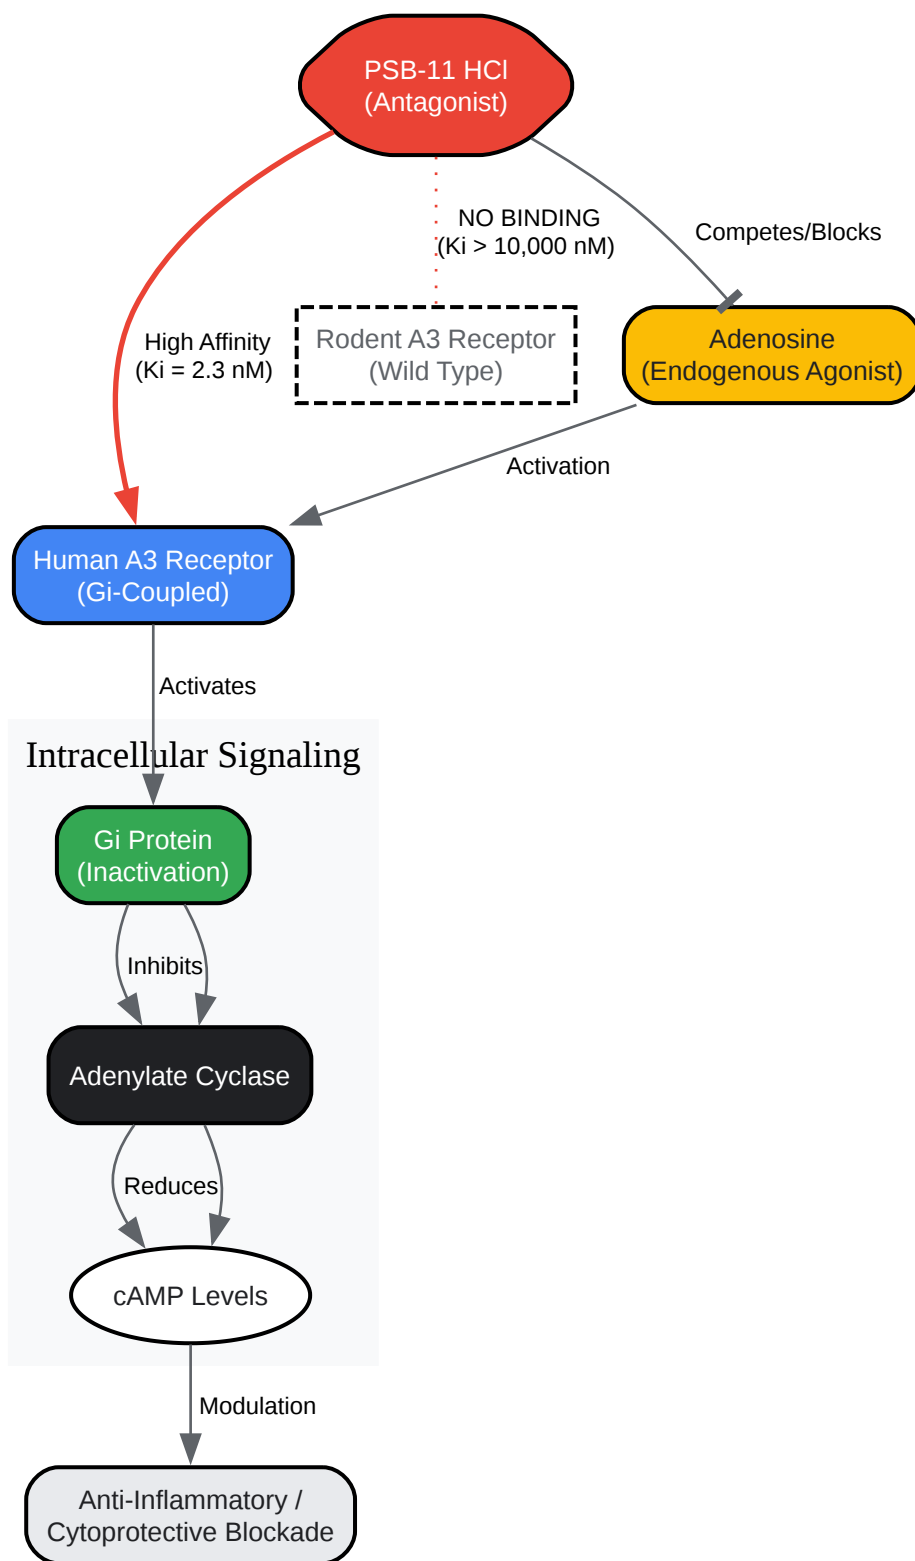 PSB-11 HCl
(Antagonist)
NO BINDING
(Ki > 10,000 nM)
Competes/Blocks
High Affinity
(Ki = 2.3 nM)
Rodent A3 Receptor
(Wild Type)
Adenosine
(Endogenous Agonist)
Activation
Human A3 Receptor
(Gi-Coupled)
Activates
Intracellular Signaling
Gi Protein
(Inactivation)
Inhibits
Adenylate Cyclase
Reduces
cAMP Levels
Modulation
Anti-Inflammatory /
Cytoprotective Blockade